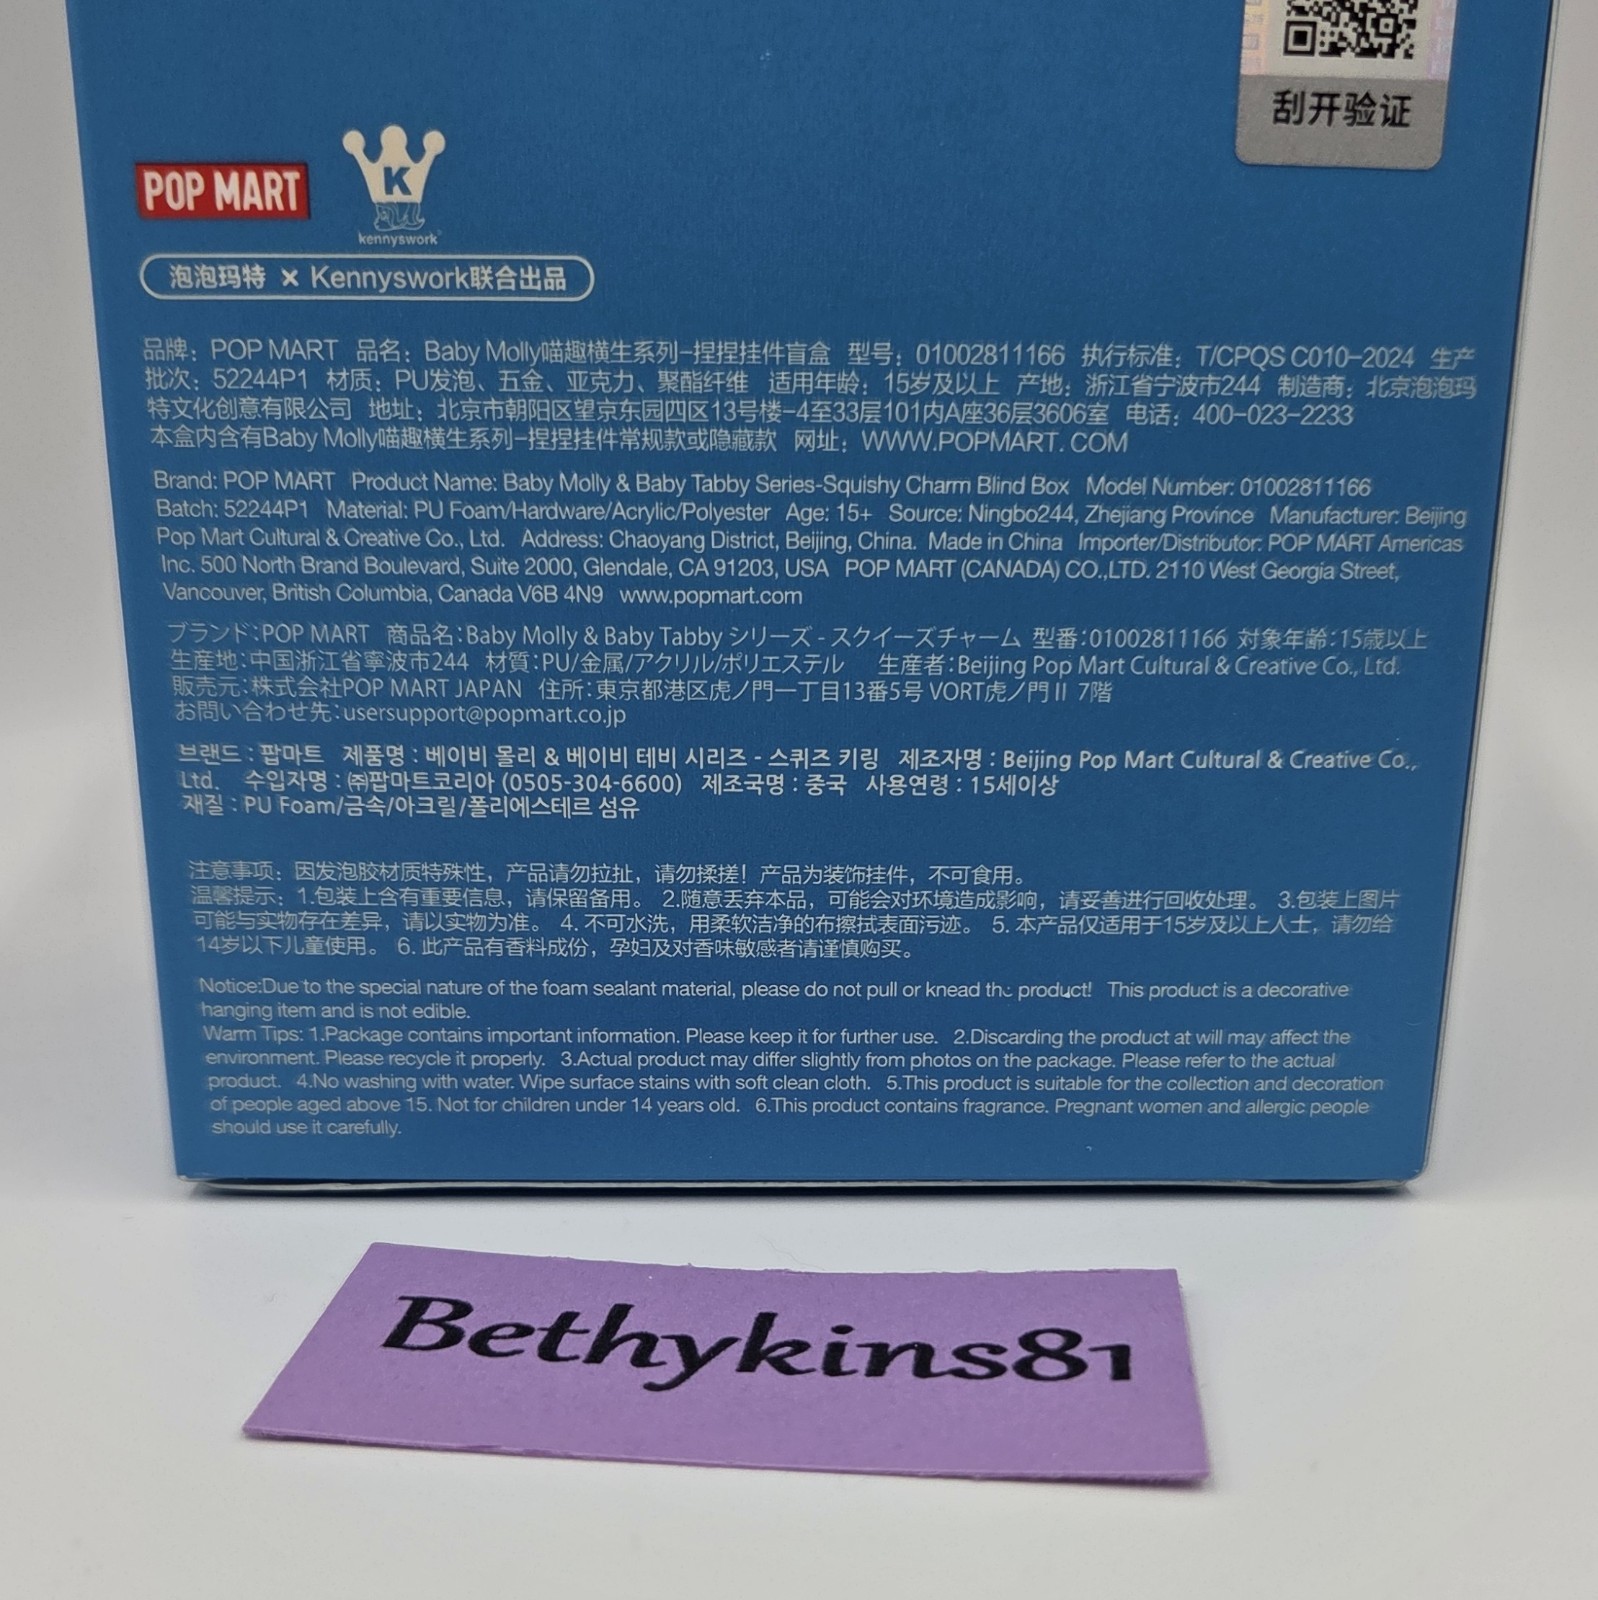 刮开验证
POP MART
K
kennyswork
泡泡玛特 × Kennyswork联合出品
品牌：POP MART 品名：Baby Molly喵趣横生系列-捏捏挂件盲盒 型号：01002811166 执行标准：T/CPQS C010-2024 生产
批次：52244P1 材质：PU发泡、五金、亚克力、聚酯纤维 适用年龄：15岁及以上 产地：浙江省宁波市244 制造商：北京泡泡玛
特文化创意有限公司 地址：北京市朝阳区望京东园四区13号楼-4至33层101内A座36层3606室 电话：400-023-2233
本盒内含有Baby Molly喵趣横生系列-捏捏挂件常规款或隐藏款 网址：WWW.POPMART.COM
Brand: POP MART Product Name: Baby Molly & Baby Tabby Series-Squishy Charm Blind Box Model Number: 01002811166
Batch: 52244P1 Material: PU Foam/Hardware/Acrylic/Polyester Age: 15+ Source: Ningbo244, Zhejiang Province Manufacturer: Beijing
Pop Mart Cultural & Creative Co., Ltd. Address: Chaoyang District, Beijing, China. Made in China Importer/Distributor: POP MART Americas
Inc. 500 North Brand Boulevard, Suite 2000, Glendale, CA 91203, USA POP MART (CANADA) CO.,LTD. 2110 West Georgia Street,
Vancouver, British Columbia, Canada V6B 4N9 www.popmart.com
ブランド：POP MART 商品名：Baby Molly & Baby Tabby シリーズ - スクイーズチャーム 型番：01002811166 対象年齢：15歳以上
生産地：中国浙江省寧波市244 材質：PU/金属/アクリル/ポリエステル 生産者：Beijing Pop Mart Cultural & Creative Co., Ltd.
販売元：株式会社POP MART JAPAN 住所：東京都港区虎ノ門一丁目13番5号 VORT虎ノ門Ⅱ 7階
お問い合わせ先：usersupport@popmart.co.jp
브랜드 : 팝마트 제품명 : 베이비 몰리 & 베이비 테비 시리즈 - 스퀴즈 키링 제조자명 : Beijing Pop Mart Cultural & Creative Co.,
Ltd. 수입자명 : ㈜팝마트코리아 (0505-304-6600) 제조국명 : 중국 사용연령 : 15세이상
재질 : PU Foam/금속/아크릴/폴리에스테르 섬유
注意事项：因发泡胶材质特殊性，产品请勿拉扯，请勿揉搓！产品为装饰挂件，不可食用。
温馨提示：1.包装上含有重要信息，请保留备用。 2.随意丢弃本品，可能会对环境造成影响，请妥善进行回收处理。 3.包装上图片
可能与实物存在差异，请以实物为准。 4. 不可水洗，用柔软洁净的布擦拭表面污迹。 5. 本产品仅适用于15岁及以上人士，请勿给
14岁以下儿童使用。 6. 此产品有香料成份，孕妇及对香味敏感者请谨慎购买。
Notice:Due to the special nature of the foam sealant material, please do not pull or knead the product! This product is a decorative
hanging item and is not edible.
Warm Tips: 1.Package contains important information. Please keep it for further use. 2.Discarding the product at will may affect the
environment. Please recycle it properly. 3.Actual product may differ slightly from photos on the package. Please refer to the actual
product. 4.No washing with water. Wipe surface stains with soft clean cloth. 5.This product is suitable for the collection and decoration
of people aged above 15. Not for children under 14 years old. 6.This product contains fragrance. Pregnant women and allergic people
should use it carefully.
Bethykins81